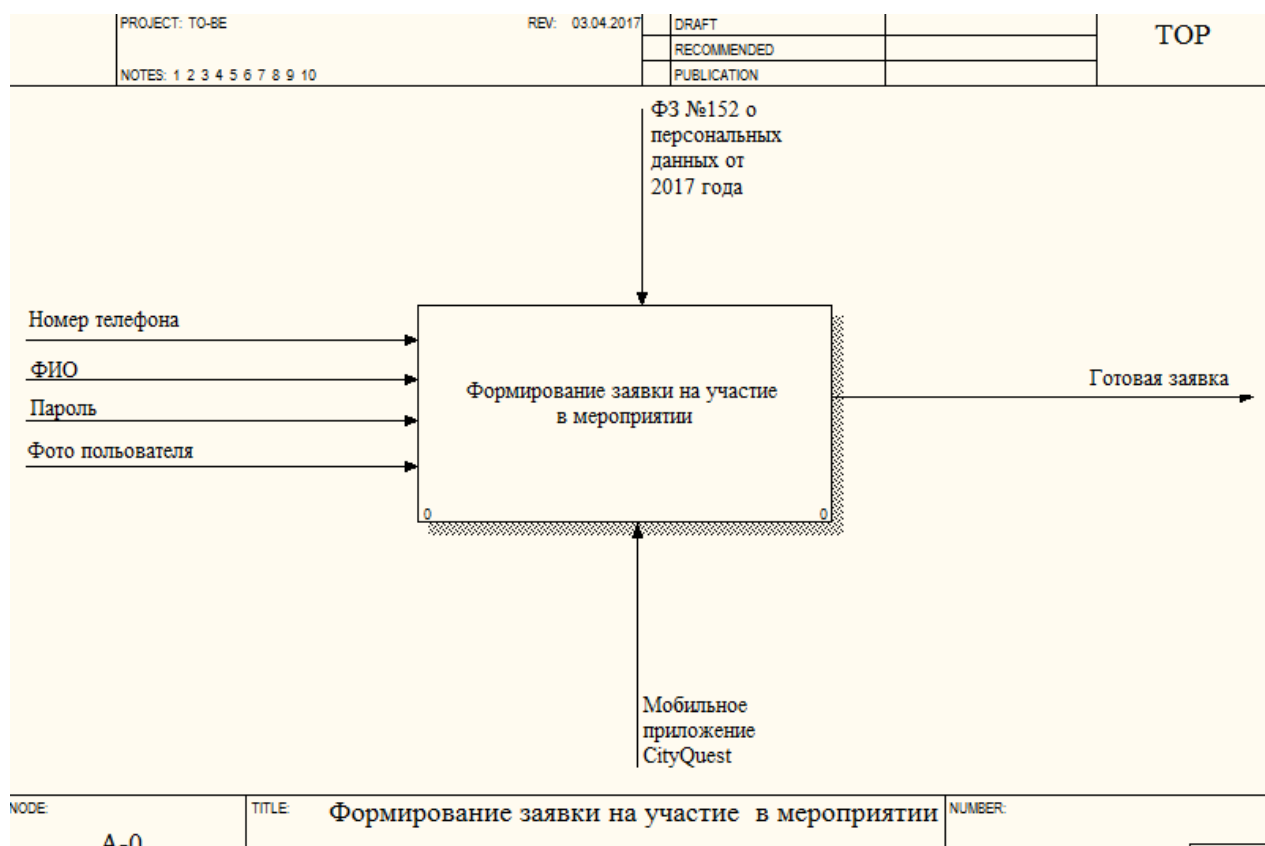 PROJECT: TO-BE
REV: 03.04.2017
DRAFT
RECOMMENDED
PUBLICATION
TOP
NOTES: 1 2 3 4 5 6 7 8 9 10
ФЗ №152 о
персональных
данных от
2017 года
Номер телефона
ФИО
Пароль
Фото польователя
Формирование заявки на участие
в мероприятии
0
0
Готовая заявка
Мобильное
приложение
CityQuest
NODE:
A-0
TITLE:
Формирование заявки на участие в мероприятии
NUMBER: